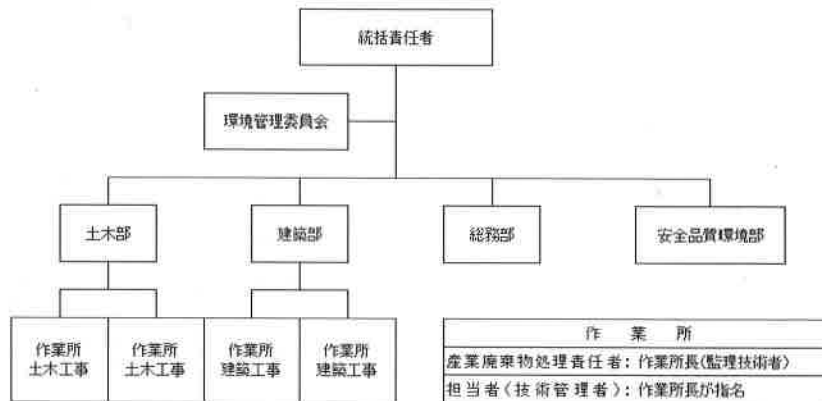 統括責任者
環境管理委員会
土木部
建築部
総務部
安全品質環境部
作業所
土木工事
作業所
土木工事
作業所
建築工事
作業所
建築工事
作業所
産業廃棄物処理責任者：作業所長(監理技術者)
担当者(技術管理者)：作業所長が指名